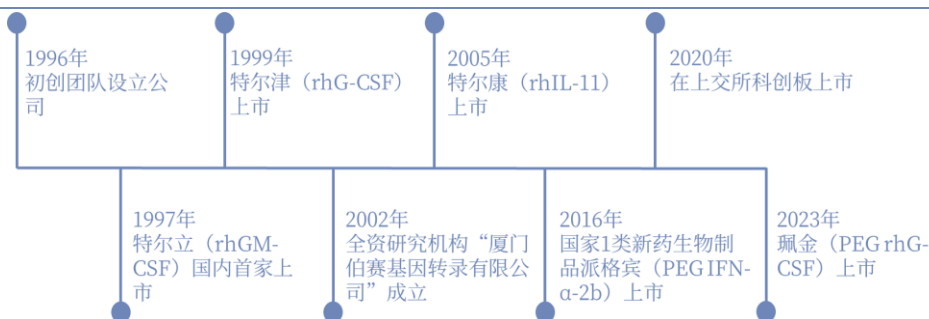 1996年
初创团队设立公
司
1999年
特尔津（rhG-CSF）
上市
2005年
特尔康（rhIL-11）
上市
2020年
在上交所科创板上市
1997年
特尔立（rhGM-
CSF）国内首家上
市
2002年
全资研究机构“厦门
伯赛基因转录有限公
司”成立
2016年
国家1类新药生物制
品派格宾（PEG IFN-
α-2b）上市
2023年
珮金（PEG rhG-
CSF）上市